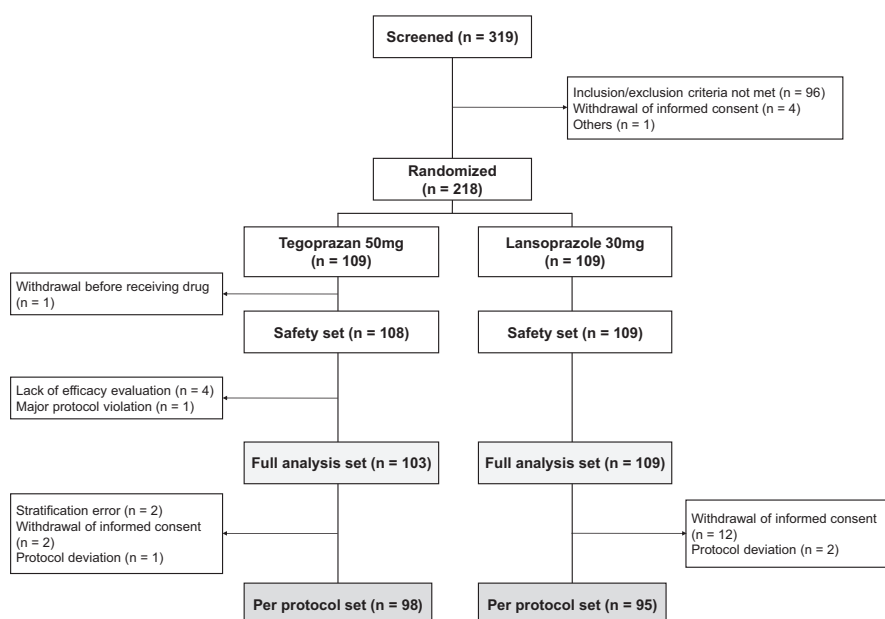 Screened (n = 319)
Inclusion/exclusion criteria not met (n = 96)
Withdrawal of informed consent (n = 4)
Others (n = 1)
Randomized
(n = 218)
Tegoprazan 50mg
(n = 109)
Lansoprazole 30mg
(n = 109)
Withdrawal before receiving drug
(n = 1)
Safety set (n = 108)
Safety set (n = 109)
Lack of efficacy evaluation (n = 4)
Major protocol violation (n = 1)
Full analysis set (n = 103)
Full analysis set (n = 109)
Stratification error (n = 2)
Withdrawal of informed consent
(n = 2)
Protocol deviation (n = 1)
Withdrawal of informed consent
(n = 12)
Protocol deviation (n = 2)
Per protocol set (n = 98)
Per protocol set (n = 95)